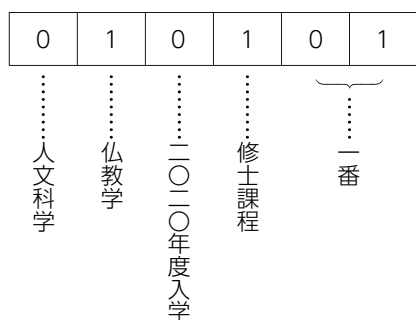 0 1 0 1 0 1
人文科学
仏教学
二〇二〇年度入学
修士課程
一番